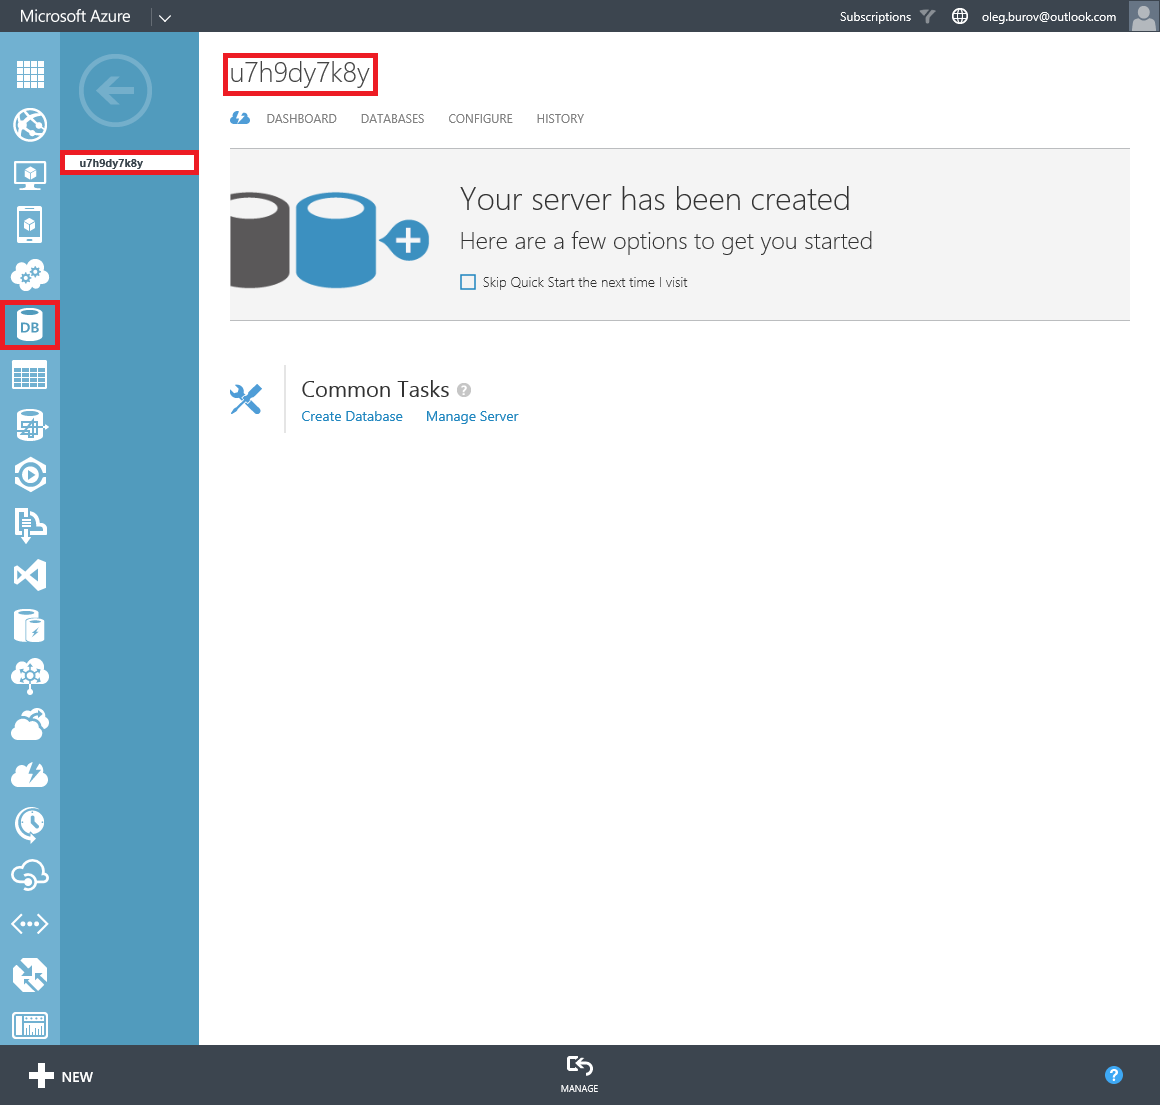 Microsoft Azure
Subscriptions
oleg.burov@outlook.com
u7h9dy7k8y
u7h9dy7k8y
DASHBOARD DATABASES CONFIGURE HISTORY
Your server has been created
Here are a few options to get you started
Skip Quick Start the next time I visit
DB
Common Tasks ?
Create Database Manage Server
NEW
MANAGE
?